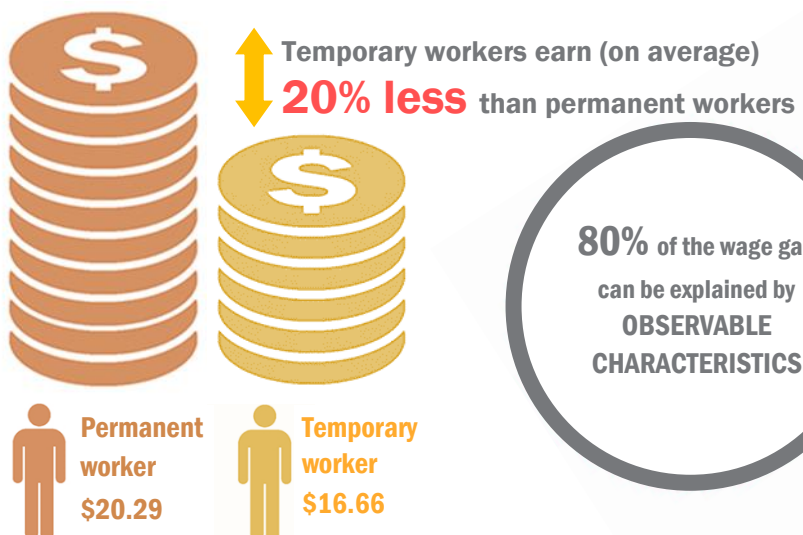 $
$
Temporary workers earn (on average)
20% less than permanent workers
80% of the wage ga
can be explained by
OBSERVABLE
CHARACTERISTICS
Permanent
worker
$20.29
Temporary
worker
$16.66